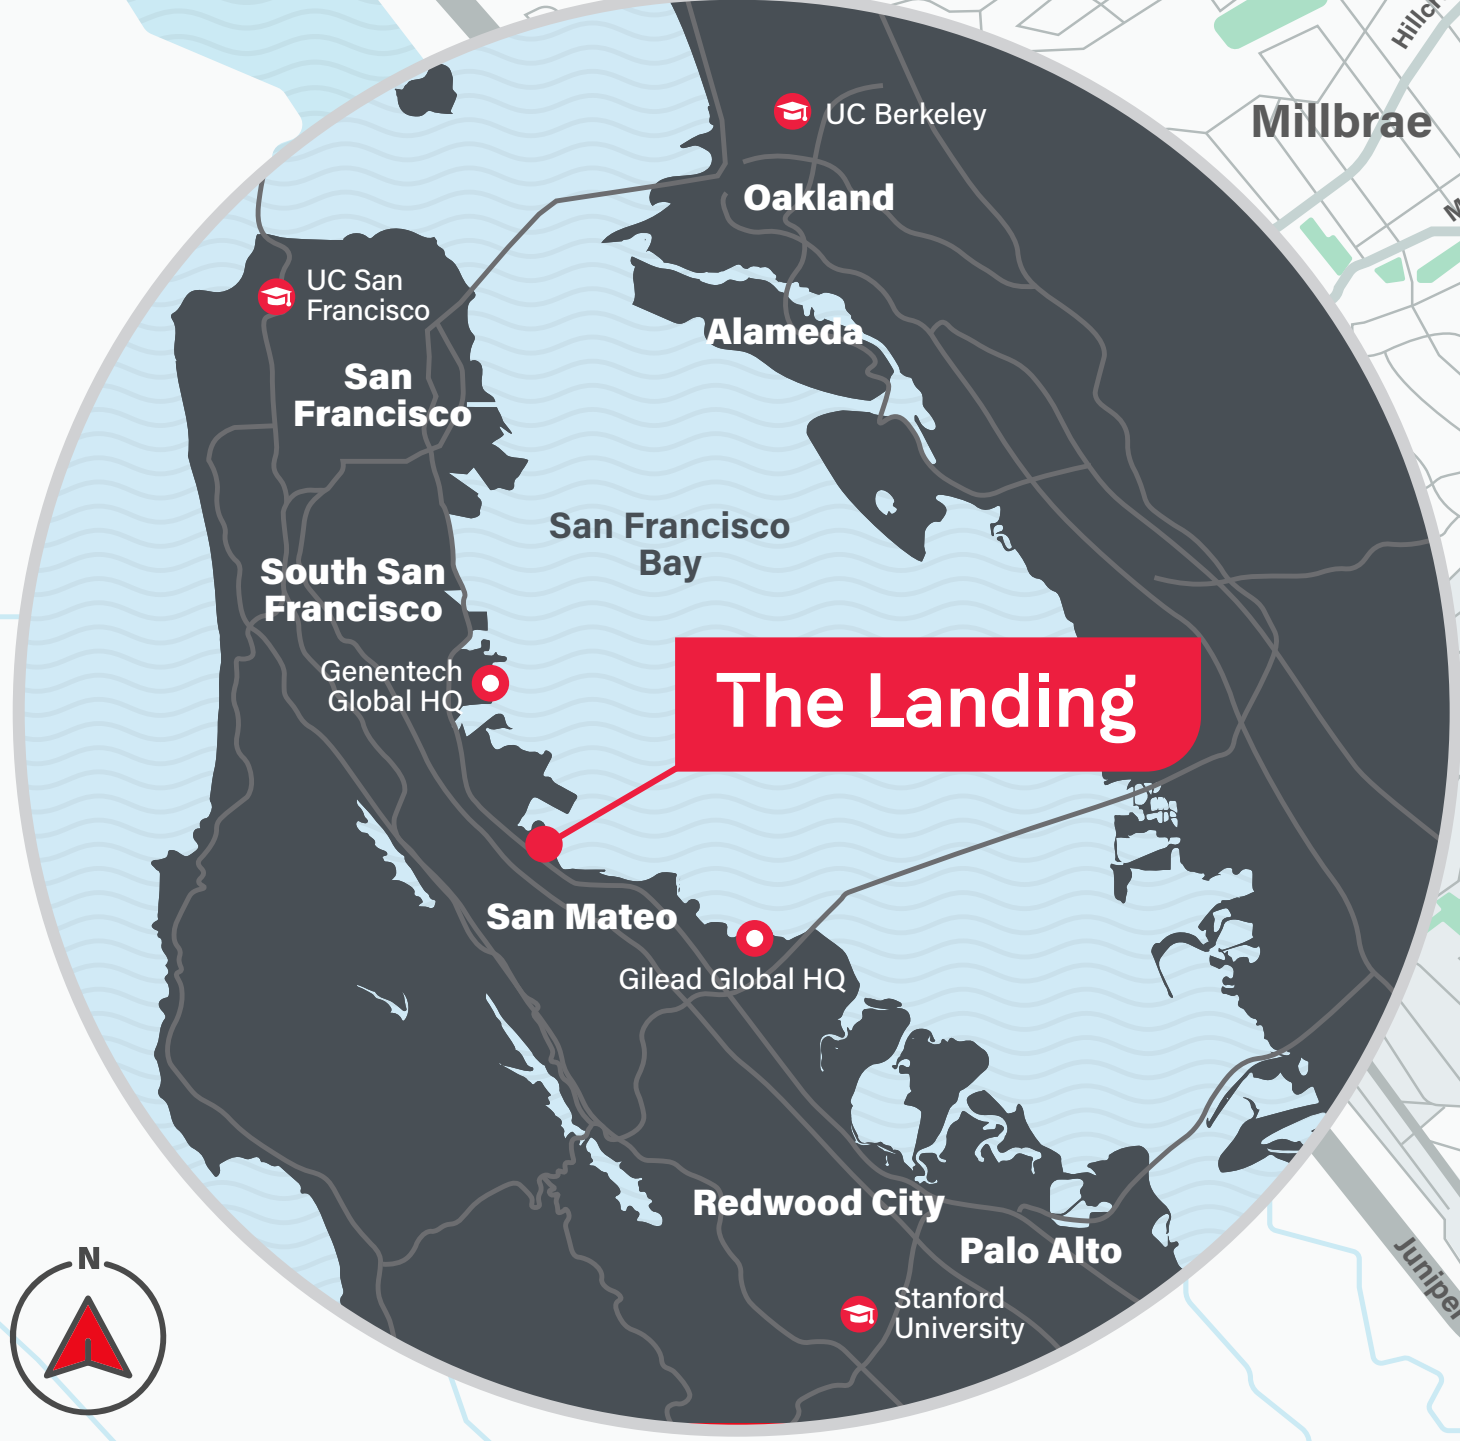 Millbrae
UC Berkeley
Oakland
UC San
Francisco
Alameda
San
Francisco
San Francisco
Bay
South San
Francisco
Genentech
Global HQ
The Landing
San Mateo
Gilead Global HQ
Redwood City
Palo Alto
Stanford
University
N